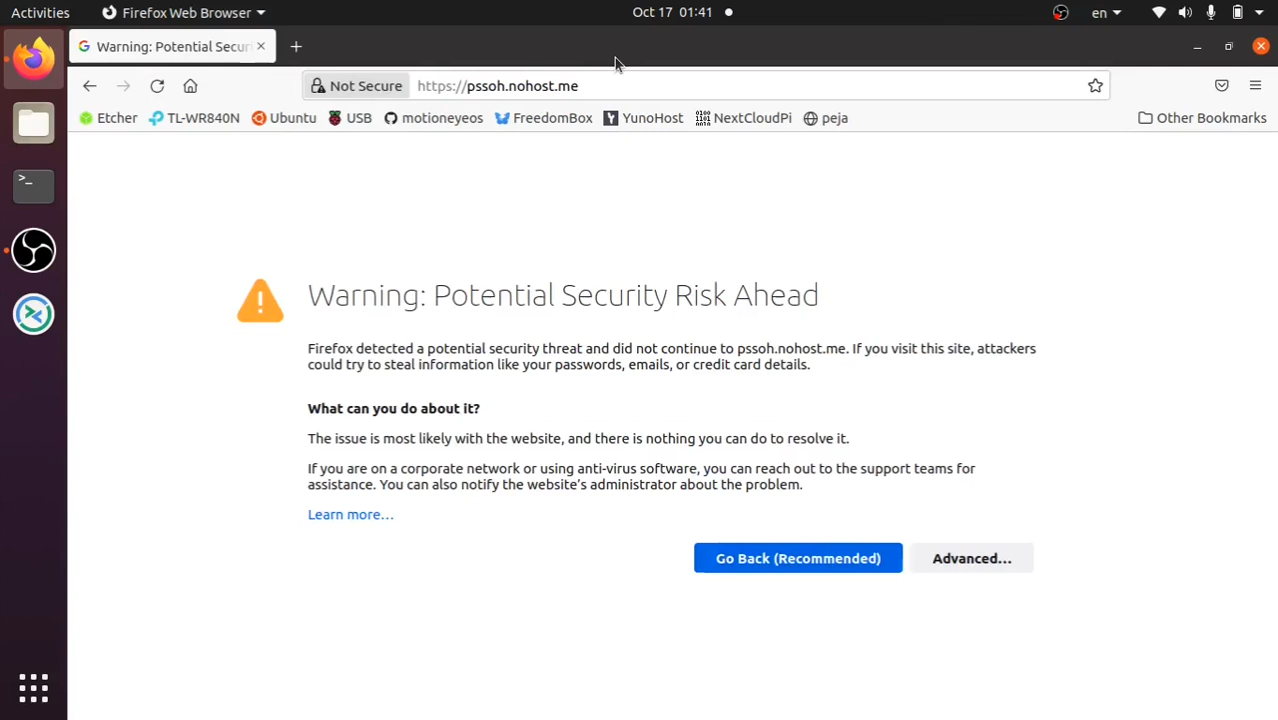 Activities Firefox Web Browser Oct 17 01:41 en
Warning: Potential Secur
Not Secure https://pssoh.nohost.me
Etcher TL-WR840N Ubuntu USB motioneyeos FreedomBox YunoHost NextCloudPi peja Other Bookmarks
Warning: Potential Security Risk Ahead
Firefox detected a potential security threat and did not continue to pssoh.nohost.me. If you visit this site, attackers
could try to steal information like your passwords, emails, or credit card details.
What can you do about it?
The issue is most likely with the website, and there is nothing you can do to resolve it.
If you are on a corporate network or using anti-virus software, you can reach out to the support teams for
assistance. You can also notify the website’s administrator about the problem.
Learn more…
Go Back (Recommended) Advanced…